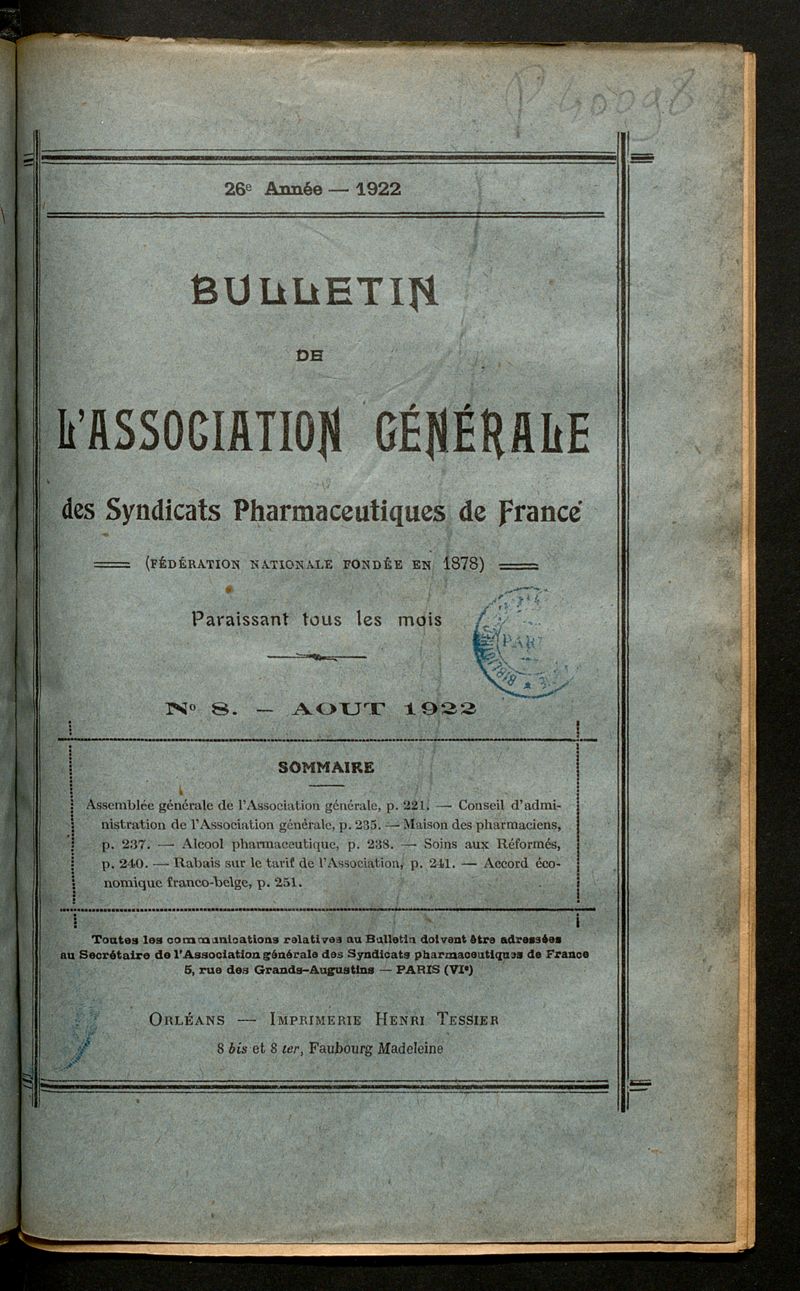 P 40098
26e Année — 1922
BULLETIN
DE
L'ASSOCIATION GÉNÉRALE
des Syndicats Pharmaceutiques de France
(FÉDÉRATION NATIONALE FONDÉE EN 1878)
Paraissant tous les mois
PAR
No 8. — AOUT 1922
SOMMAIRE
Assemblée générale de l'Association générale, p. 221. — Conseil d'admi-
nistration de l'Association générale, p. 235. — Maison des pharmaciens,
p. 237. — Alcool pharmaceutique, p. 238. — Soins aux Réformés,
p. 240. — Rabais sur le tarif de l'Association, p. 241. — Accord éco-
nomique franco-belge, p. 251.
Toutes les communications relatives au Bulletin doivent être adressées
au Secrétaire de l'Association générale des Syndicats pharmaceutiques de France
5, rue des Grands-Augustins — PARIS (VIe)
ORLÉANS — IMPRIMERIE HENRI TESSIER
8 bis et 8 ter, Faubourg Madeleine